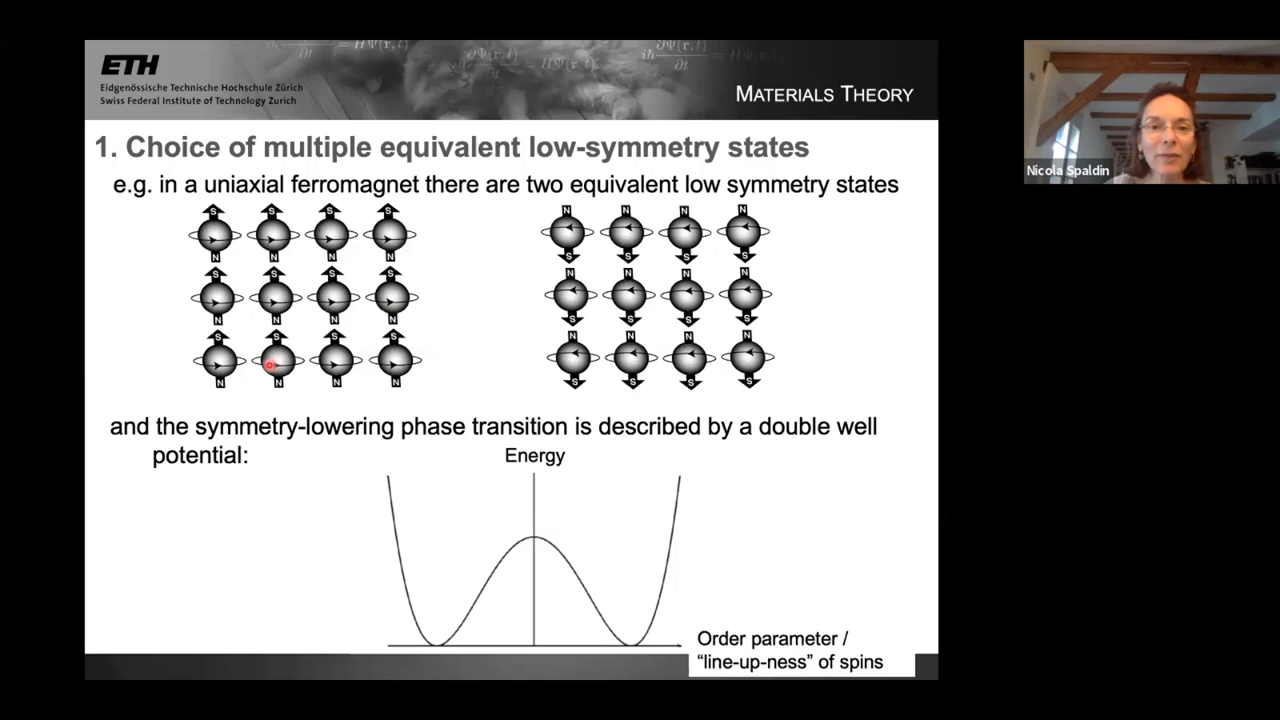 ETH
Eidgenössische Technische Hochschule Zürich
Swiss Federal Institute of Technology Zurich
MATERIALS THEORY
Nicola Spaldin
1. Choice of multiple equivalent low-symmetry states
e.g. in a uniaxial ferromagnet there are two equivalent low symmetry states
S S S S N N N N
N N N N S S S S
S S S S N N N N
N N N N S S S S
S S S S N N N N
N N N N S S S S
and the symmetry-lowering phase transition is described by a double well
potential:
Energy
Order parameter /
“line-up-ness” of spins